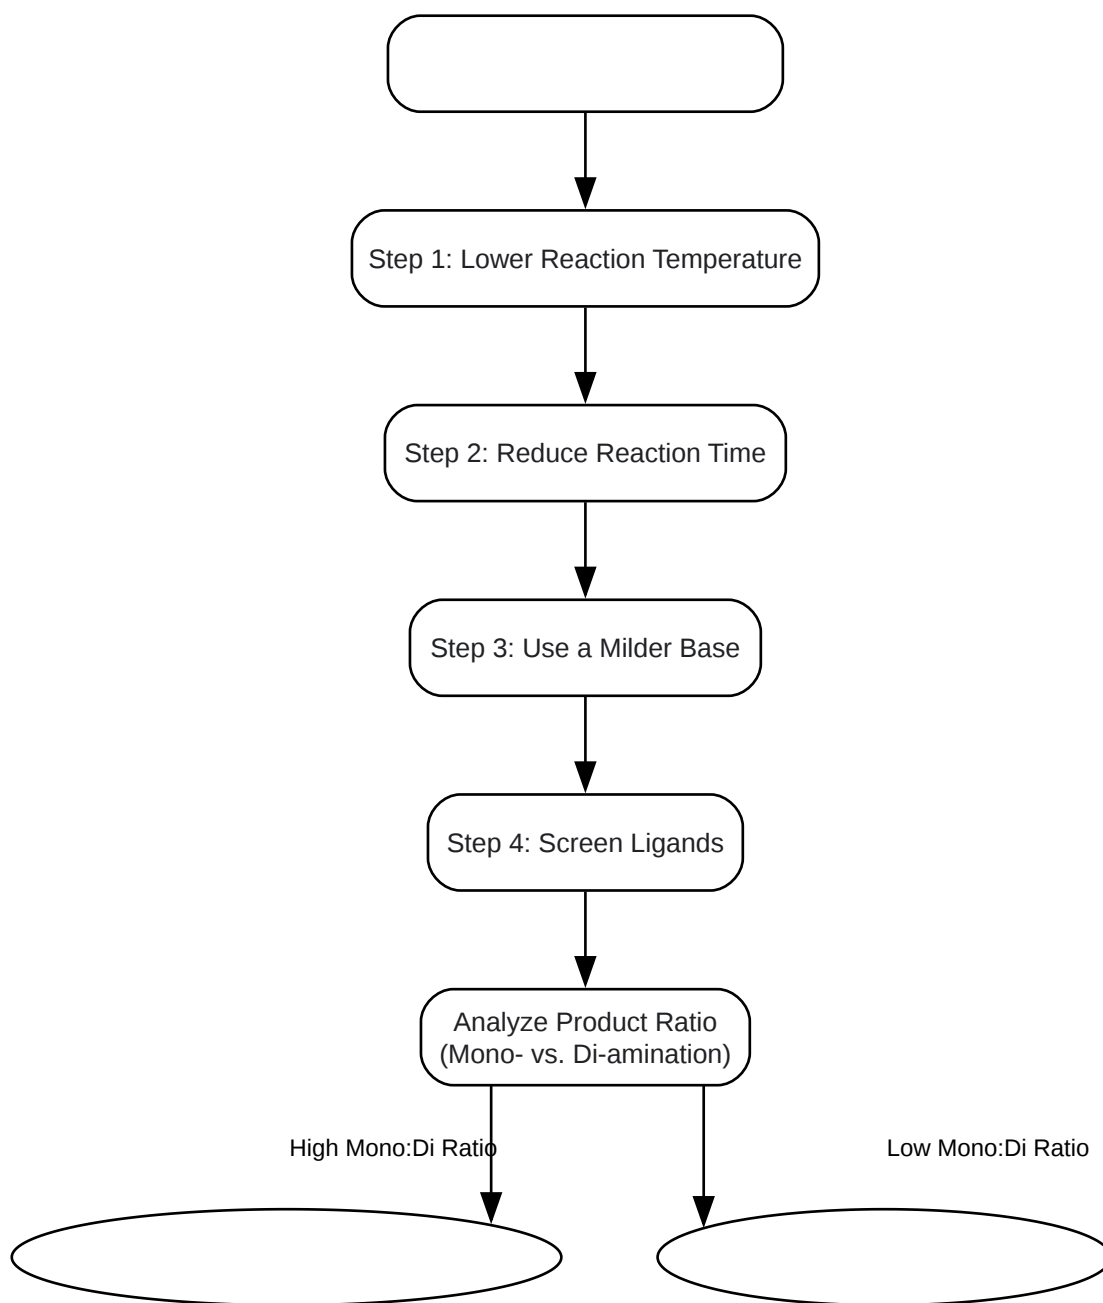 Step 1: Lower Reaction Temperature
Step 2: Reduce Reaction Time
Step 3: Use a Milder Base
Step 4: Screen Ligands
Analyze Product Ratio
(Mono- vs. Di-amination)
High Mono:Di Ratio
Low Mono:Di Ratio